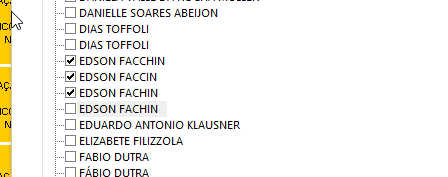 DANIELLE SOARES ABEIJON
DIAS TOFFOLI
DIAS TOFFOLI
EDSON FACCHIN
EDSON FACCIN
EDSON FACHIN
EDSON FACHIN
EDUARDO ANTONIO KLAUSNER
ELIZABETE FILIZZOLA
FABIO DUTRA
FÁBIO DUTRA